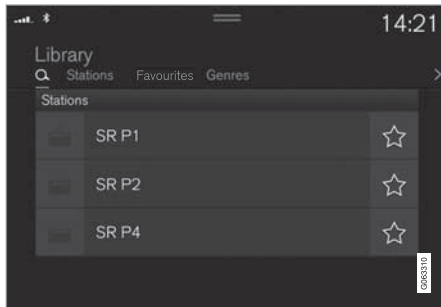 14:21
Library
Stations Favourites Genres
Stations
SR P1
SR P2
SR P4
G063310